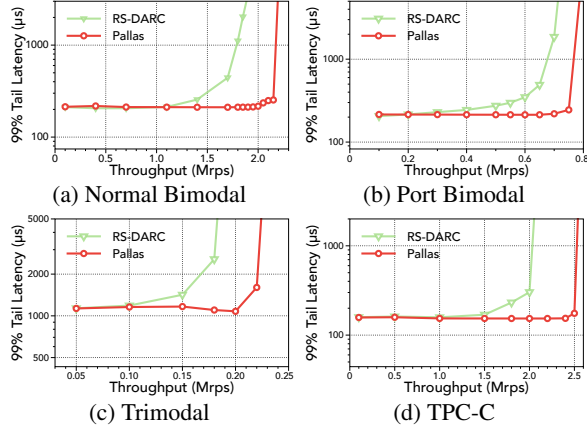 99% Tail Latency (μs)
1000
100
RS-DARC
Pallas
0.0 0.5 1.0 1.5 2.0
Throughput (Mrps)
(a) Normal Bimodal
99% Tail Latency (μs)
1000
100
RS-DARC
Pallas
0.0 0.2 0.4 0.6 0.8
Throughput (Mrps)
(b) Port Bimodal
99% Tail Latency (μs)
5000
2000
1000
500
RS-DARC
Pallas
0.05 0.10 0.15 0.20 0.25
Throughput (Mrps)
(c) Trimodal
99% Tail Latency (μs)
1000
100
RS-DARC
Pallas
0.0 0.5 1.0 1.5 2.0 2.5
Throughput (Mrps)
(d) TPC-C